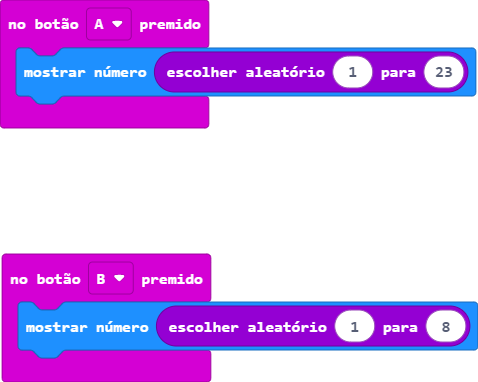 no botão A premido
mostrar número escolher aleatório 1 para 23
no botão B premido
mostrar número escolher aleatório 1 para 8